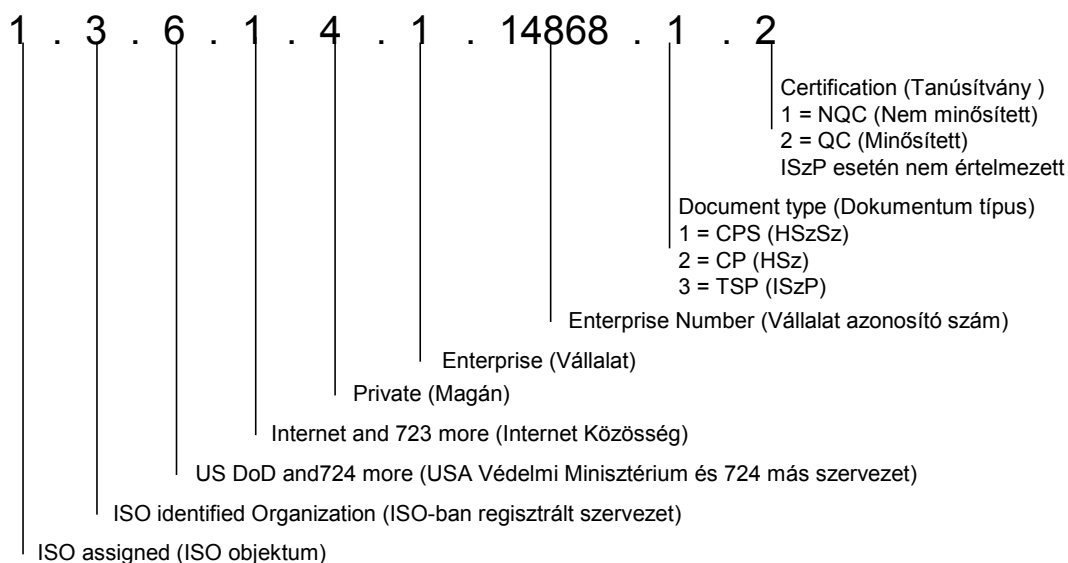 1 . 3 . 6 . 1 . 4 . 1 . 14868 . 1 . 2
Certification (Tanúsítvány )
1 = NQC (Nem minősített)
2 = QC (Minősített)
ISzP esetén nem értelmezett
Document type (Dokumentum típus)
1 = CPS (HSzSz)
2 = CP (HSz)
3 = TSP (ISzP)
Enterprise Number (Vállalat azonosító szám)
Enterprise (Vállalat)
Private (Magán)
Internet and 723 more (Internet Közösség)
US DoD and724 more (USA Védelmi Minisztérium és 724 más szervezet)
ISO identified Organization (ISO-ban regisztrált szervezet)
ISO assigned (ISO objektum)